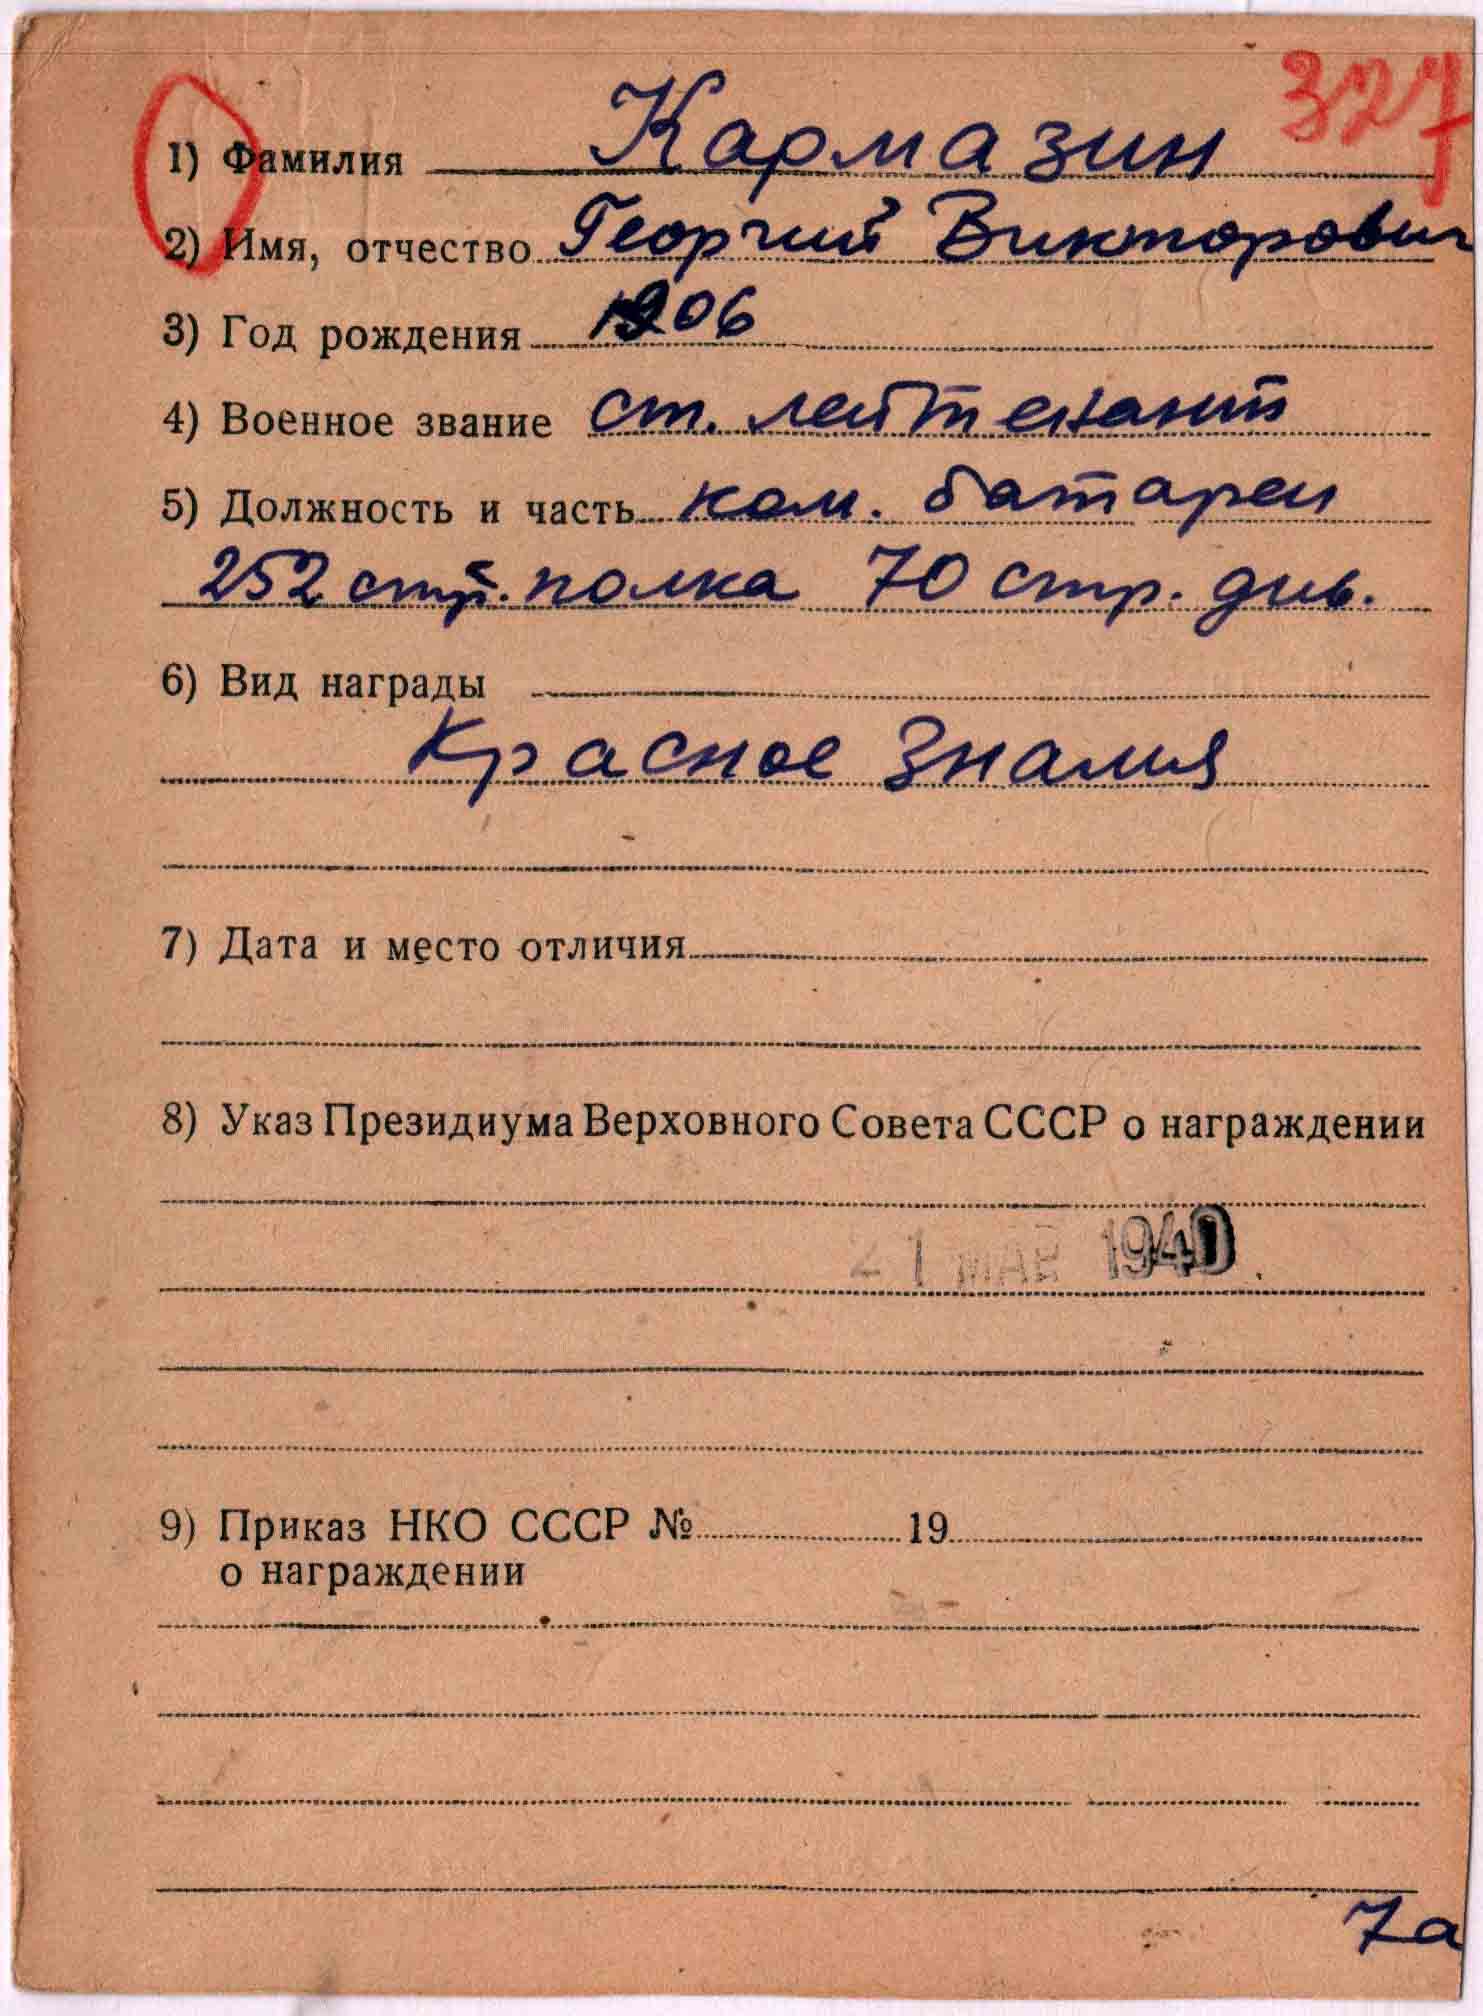 327
1) Фамилия Кармазин
2) Имя, отчество Георгий Викторович
3) Год рождения 1906
4) Военное звание ст. лейтенант
5) Должность и часть ком. батареи
252 стр. полка 70 стр. див.
6) Вид награды
Красное Знамя
7) Дата и место отличия
8) Указ Президиума Верховного Совета СССР о награждении
21 МАЯ 1940
9) Приказ НКО СССР № 19
о награждении
7а